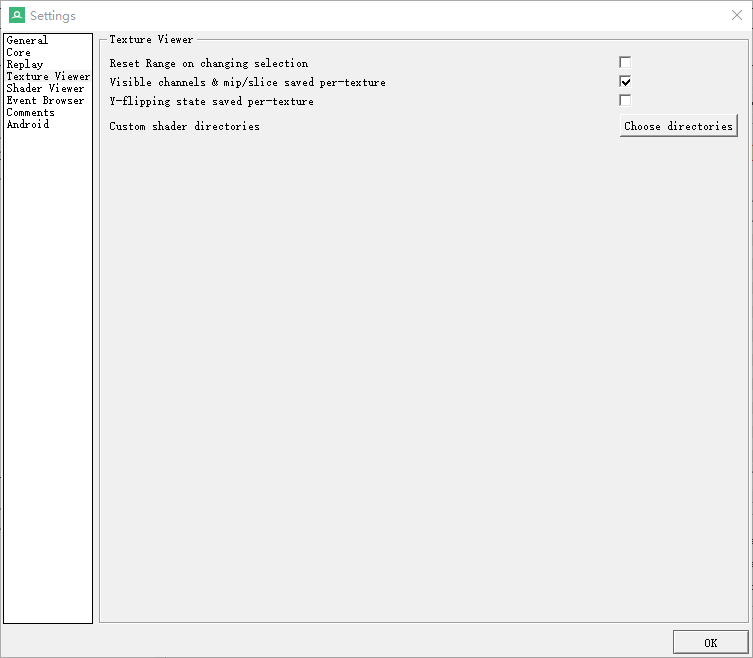 Settings
General
Core
Replay
Texture Viewer
Shader Viewer
Event Browser
Comments
Android
Texture Viewer
Reset Range on changing selection
Visible channels & mip/slice saved per-texture
Y-flipping state saved per-texture
Custom shader directories
Choose directories
OK